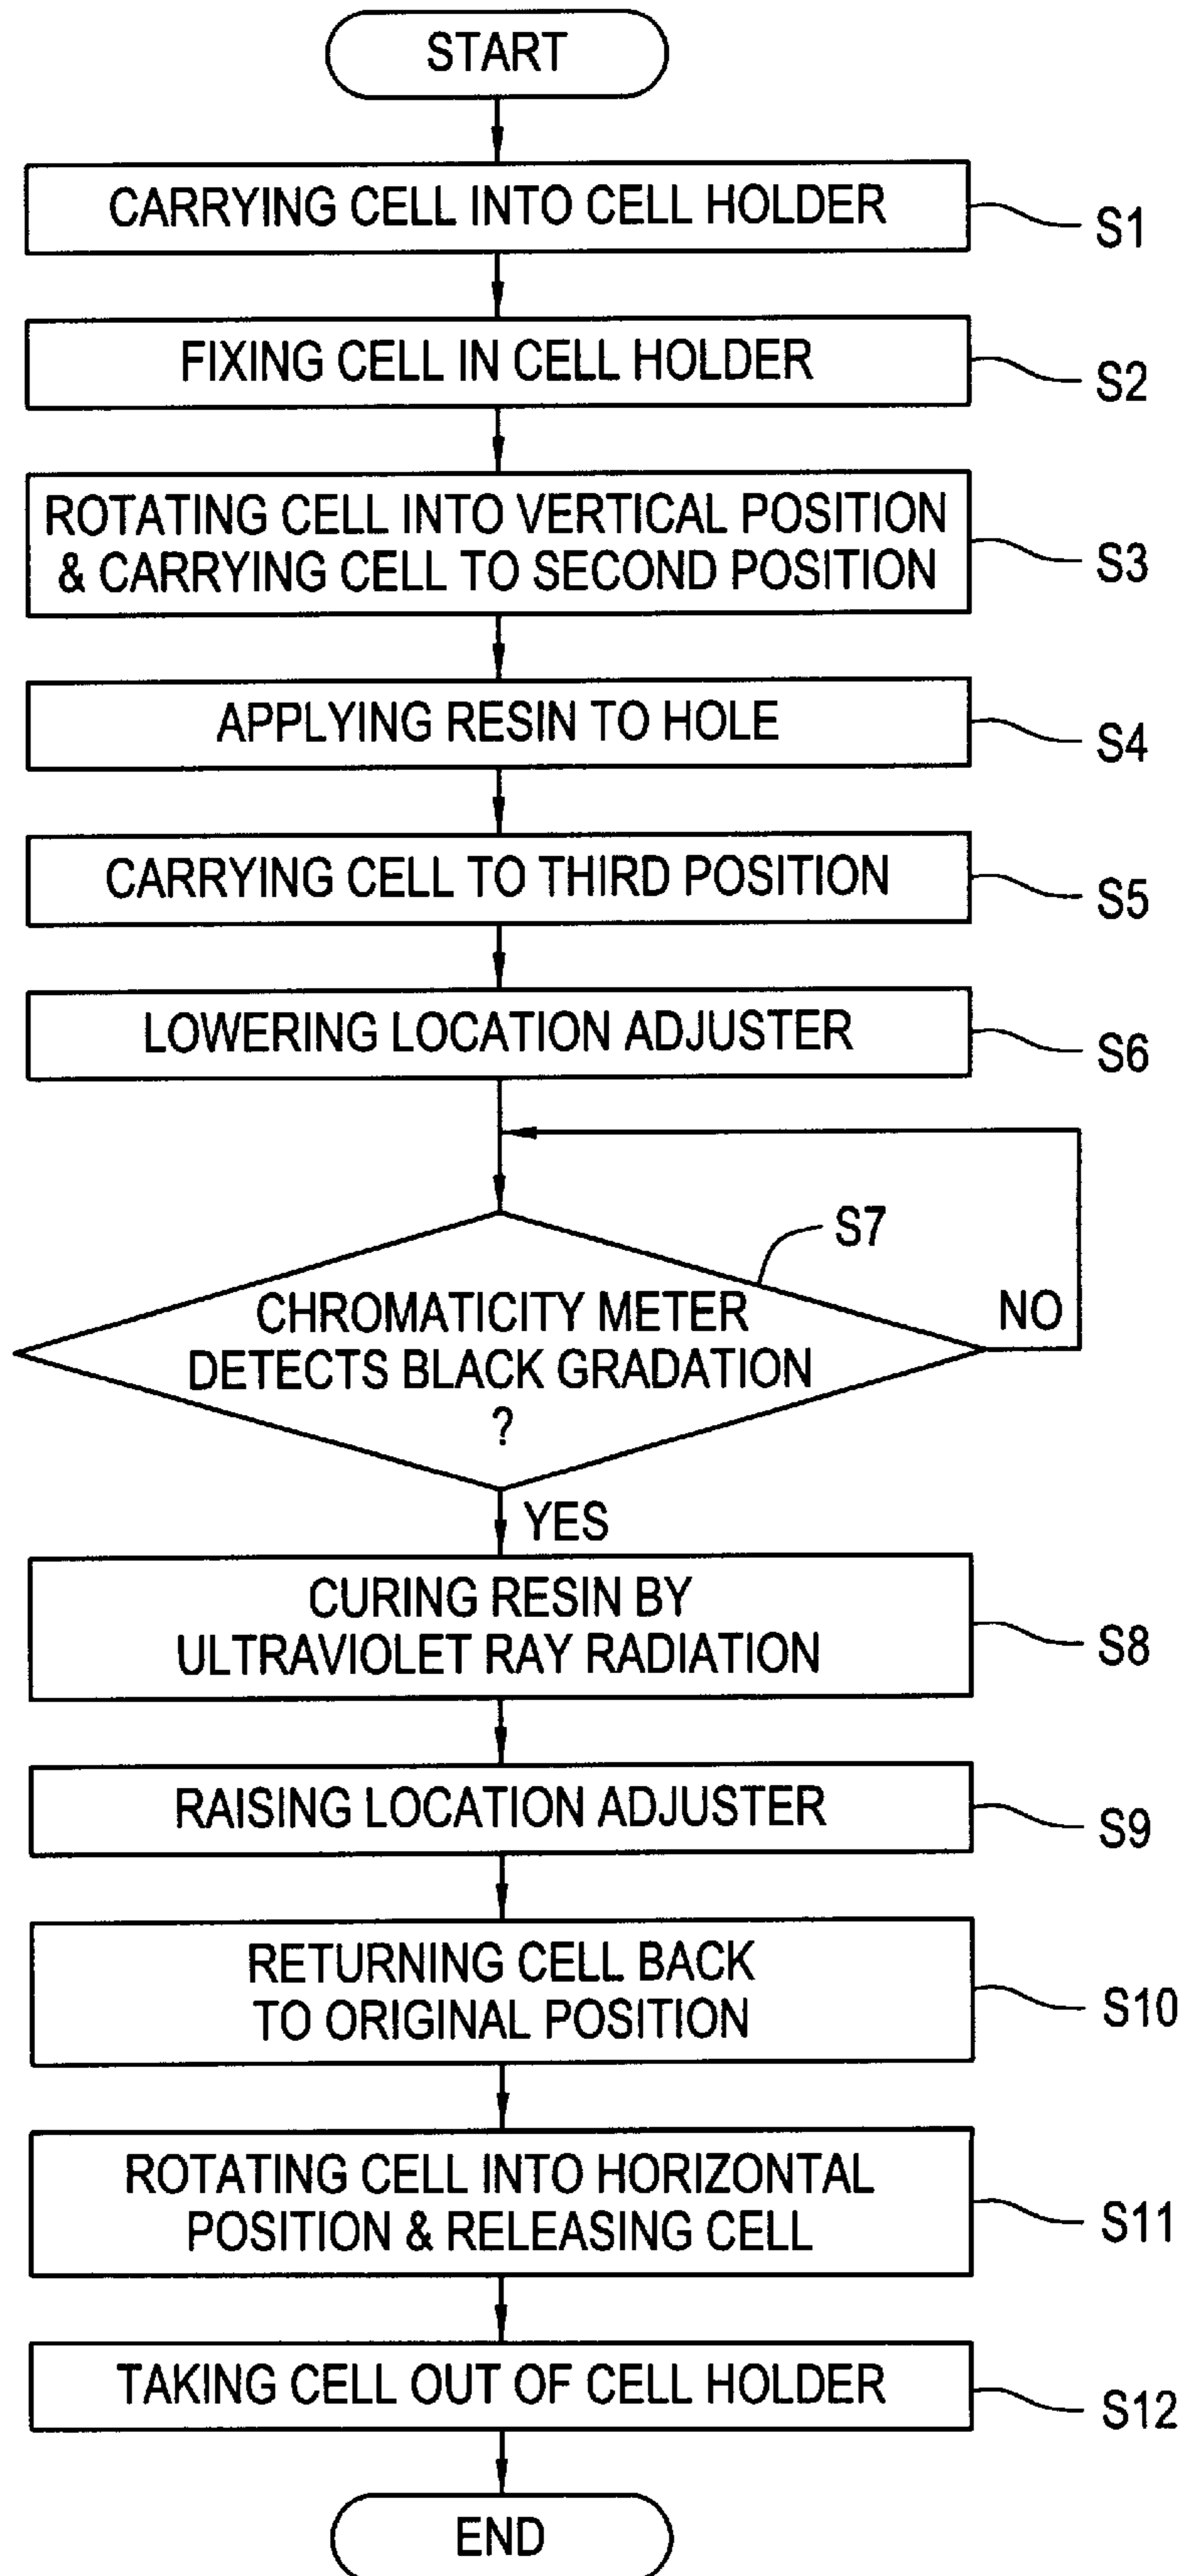 START
CARRYING CELL INTO CELL HOLDER
S1
FIXING CELL IN CELL HOLDER
S2
ROTATING CELL INTO VERTICAL POSITION
& CARRYING CELL TO SECOND POSITION
S3
APPLYING RESIN TO HOLE
S4
CARRYING CELL TO THIRD POSITION
S5
LOWERING LOCATION ADJUSTER
S6
S7
CHROMATICITY METER
DETECTS BLACK GRADATION
?
NO
YES
CURING RESIN BY
ULTRAVIOLET RAY RADIATION
S8
RAISING LOCATION ADJUSTER
S9
RETURNING CELL BACK
TO ORIGINAL POSITION
S10
ROTATING CELL INTO HORIZONTAL
POSITION & RELEASING CELL
S11
TAKING CELL OUT OF CELL HOLDER
S12
END